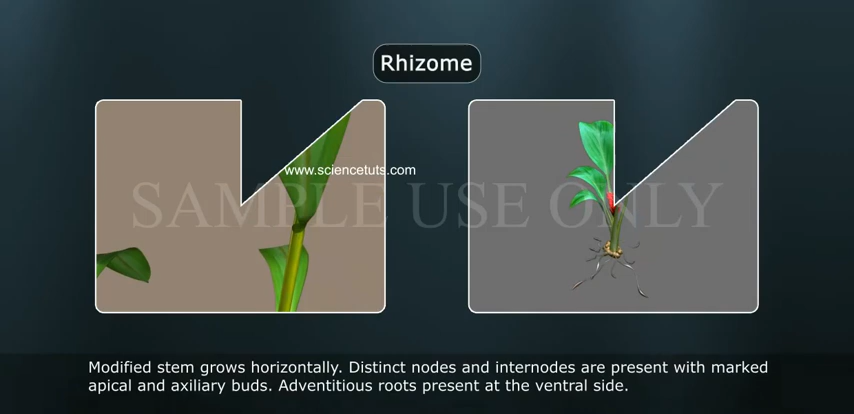 Rhizome
www.sciencetuts.com
SAMPLE USE ONLY
Modified stem grows horizontally. Distinct nodes and internodes are present with marked
apical and axiliary buds. Adventitious roots present at the ventral side.